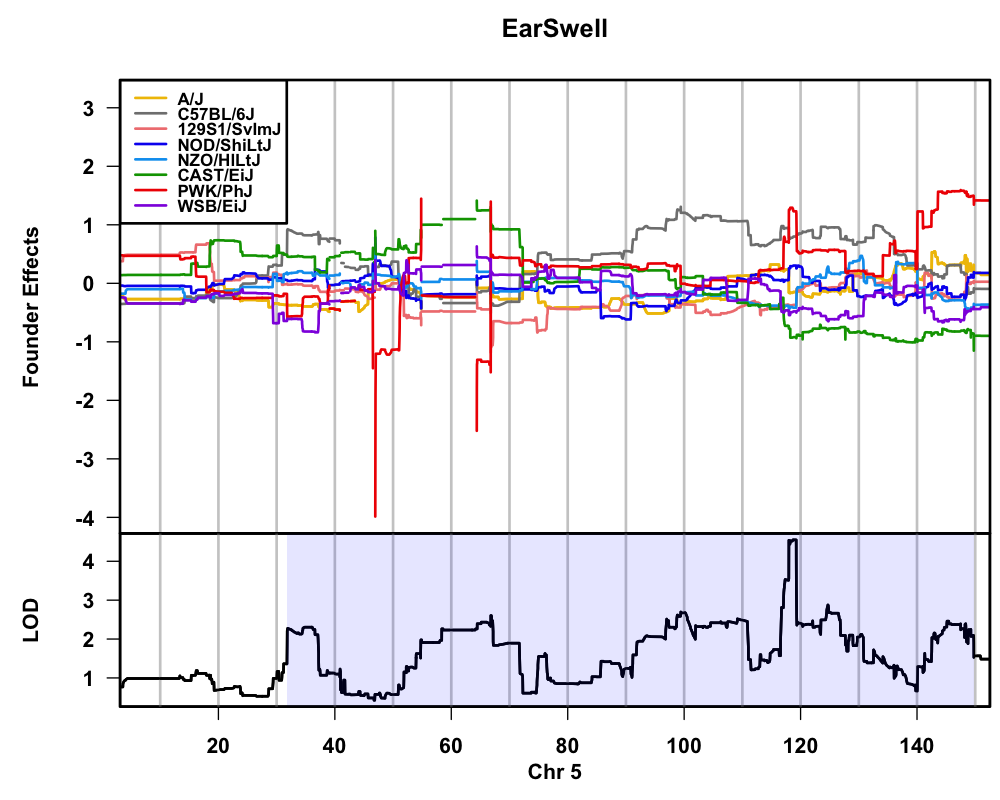 EarSwell
Founder Effects
3
2
1
0
-1
-2
-3
-4
A/J
C57BL/6J
129S1/SvImJ
NOD/ShiLtJ
NZO/HlLtJ
CAST/EiJ
PWK/PhJ
WSB/EiJ
LOD
4
3
2
1
20 40 60 80 100 120 140
Chr 5